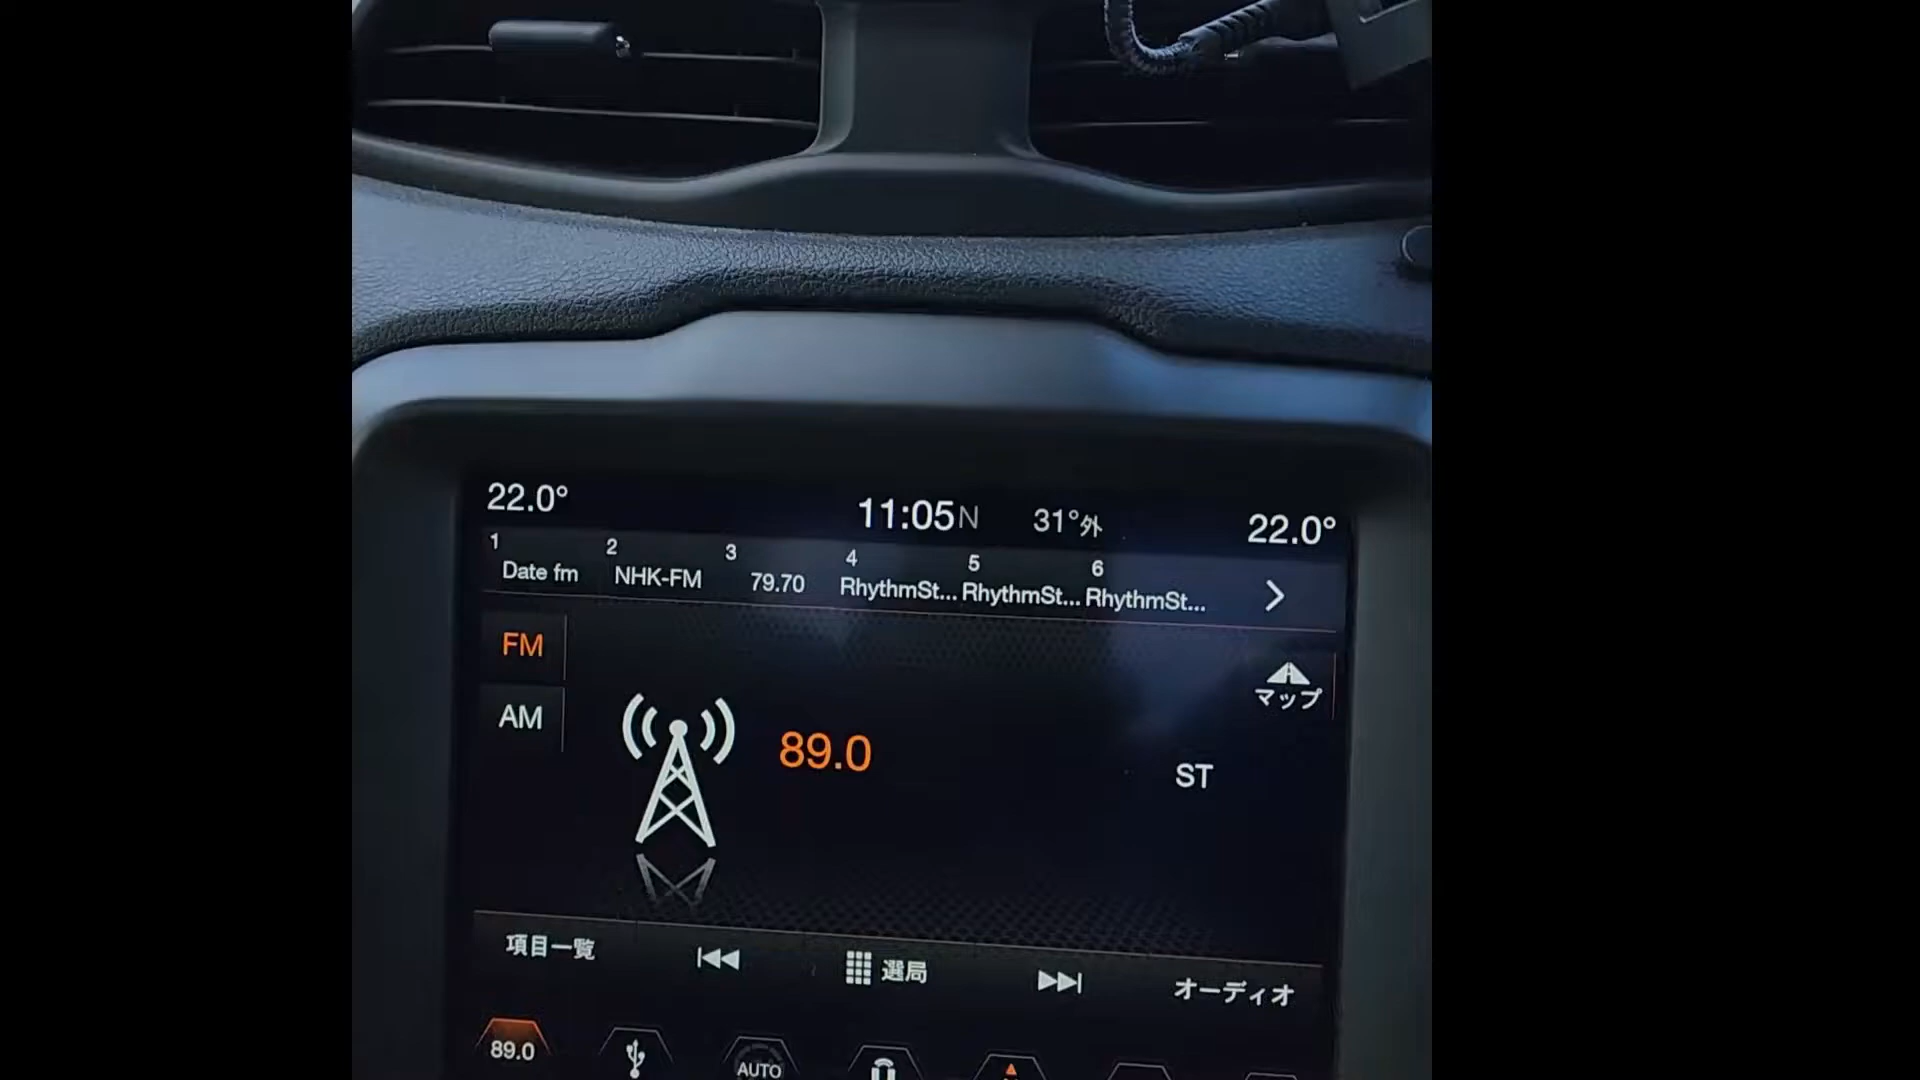 22.0° 11:05 N 31°外 22.0°
1 2 3 4 5 6
Date fm NHK-FM 79.70 RhythmSt... RhythmSt... RhythmSt...
FM
マップ
AM
89.0
ST
項目一覧 選局 オーディオ
89.0 AUTO